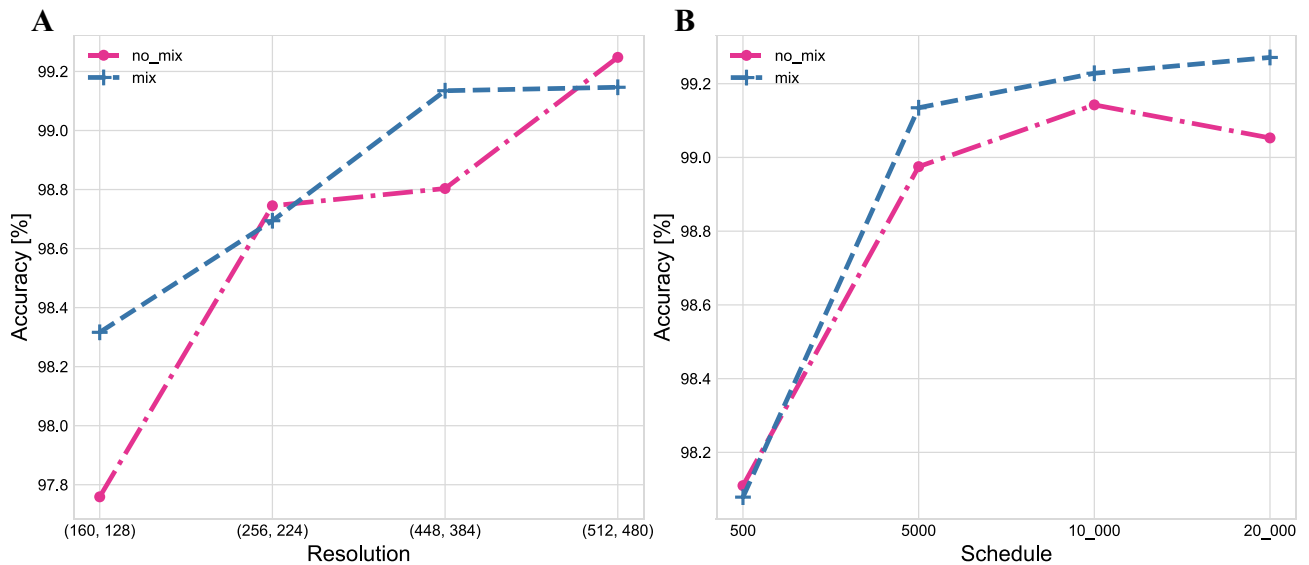 A
no_mix
mix
99.2
99.0
98.8
98.6
98.4
98.2
98.0
97.8
Accuracy [%]
(160, 128)
(256, 224)
(448, 384)
(512, 480)
Resolution
B
no_mix
mix
99.2
99.0
98.8
98.6
98.4
98.2
Accuracy [%]
500
5000
10_000
20_000
Schedule